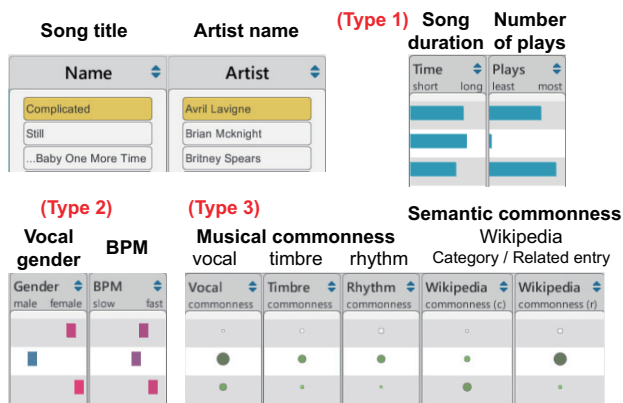 Song title
Artist name
(Type 1)
Song duration
Number of plays
Name
Artist
Time
short long
Plays
least most
Complicated
Avril Lavigne
Still
Brian Mcknight
...Baby One More Time
Britney Spears
(Type 2)
(Type 3)
Vocal gender
BPM
Musical commonness
vocal timbre rhythm
Semantic commonness
Wikipedia
Category / Related entry
Gender
male female
BPM
slow fast
Vocal
commonness
Timbre
commonness
Rhythm
commonness
Wikipedia
commonness (c)
Wikipedia
commonness (r)